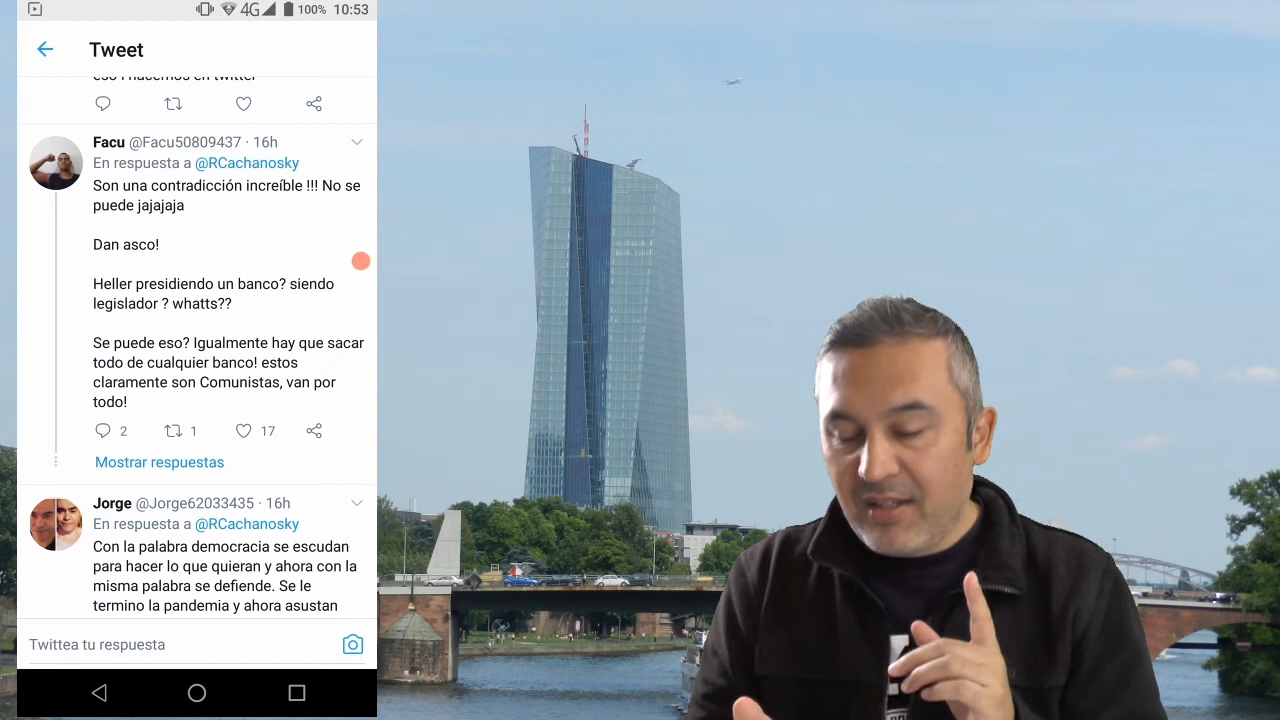 4G 100% 10:53
Tweet
eso i hacemos en twitter
Facu @Facu50809437 · 16h
En respuesta a @RCachanosky
Son una contradicción increíble !!! No se
puede jajajaja
Dan asco!
Heller presidiendo un banco? siendo
legislador ? whatts??
Se puede eso? Igualmente hay que sacar
todo de cualquier banco! estos
claramente son Comunistas, van por
todo!
2 1 17
Mostrar respuestas
Jorge @Jorge62033435 · 16h
En respuesta a @RCachanosky
Con la palabra democracia se escudan
para hacer lo que quieran y ahora con la
misma palabra se defiende. Se le
termino la pandemia y ahora asustan
Twittea tu respuesta